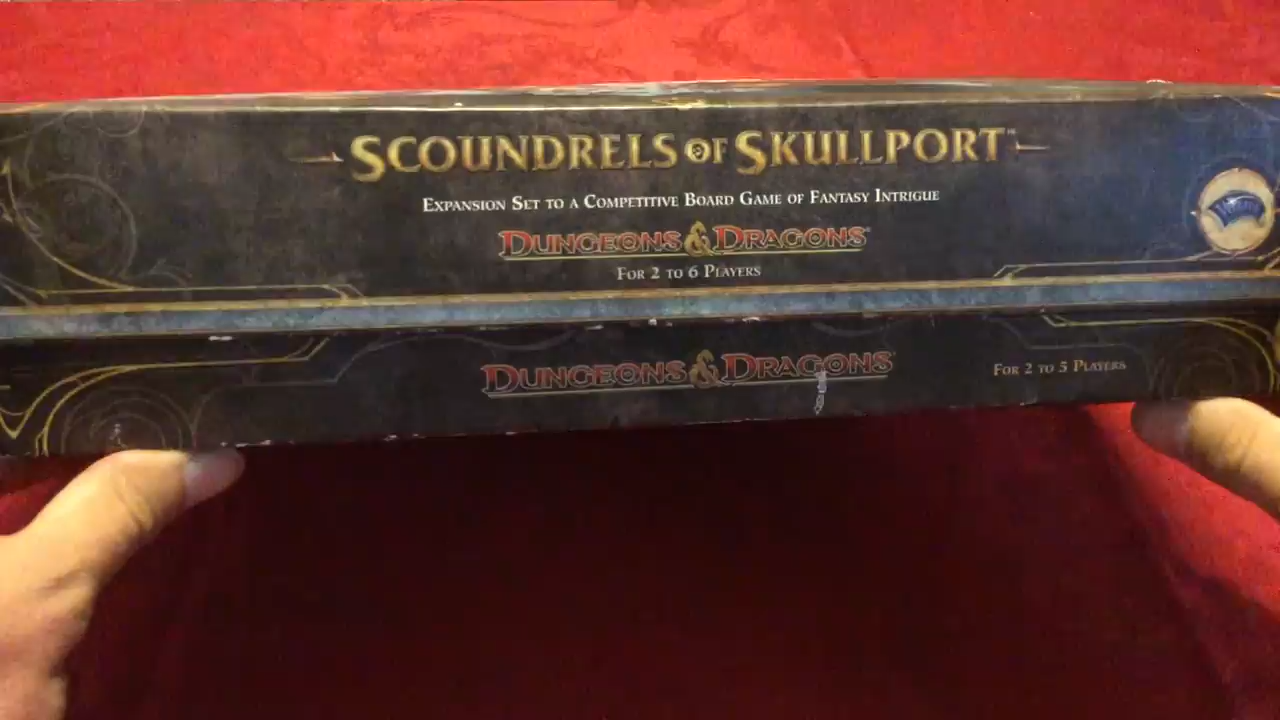 SCOUNDRELS OF SKULLPORT™
EXPANSION SET TO A COMPETITIVE BOARD GAME OF FANTASY INTRIGUE
DUNGEONS & DRAGONS
FOR 2 TO 6 PLAYERS
DUNGEONS & DRAGONS
FOR 2 TO 5 PLAYERS